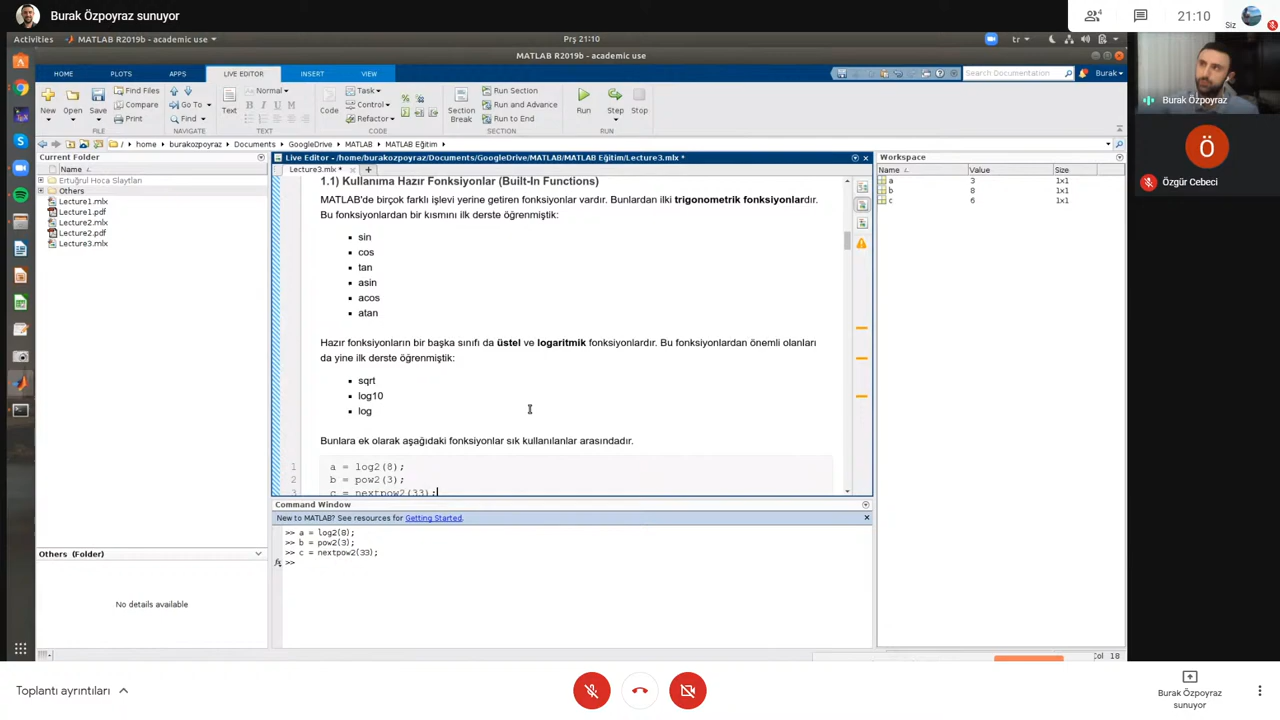 Burak Özpoyraz sunuyor
4
21:10
Siz
Activities
MATLAB R2019b - academic use
Prş 21:10
tr
MATLAB R2019b - academic use
HOME
PLOTS
APPS
LIVE EDITOR
INSERT
VIEW
Search Documentation
Burak
New
Open
Save
Find Files
Compare
Print
Go To
Find
Text
Normal
B I U M
Code
Task
Control
Refactor
Section
Break
Run Section
Run and Advance
Run to End
Run
Step
Stop
FILE
NAVIGATE
TEXT
CODE
SECTION
RUN
/ home burakozpoyraz Documents GoogleDrive MATLAB MATLAB Eğitim
Current Folder
Name
Ertuğrul Hoca Slaytları
Others
Lecture1.mlx
Lecture1.pdf
Lecture2.mlx
Lecture2.pdf
Lecture3.mlx
Others (Folder)
No details available
Live Editor - /home/burakozpoyraz/Documents/GoogleDrive/MATLAB/MATLAB Eğitim/Lecture3.mlx *
Lecture3.mlx *
1.1) Kullanıma Hazır Fonksiyonlar (Built-In Functions)
MATLAB'de birçok farklı işlevi yerine getiren fonksiyonlar vardır. Bunlardan ilki trigonometrik fonksiyonlardır.
Bu fonksiyonlardan bir kısmını ilk derste öğrenmiştik:
sin
cos
tan
asin
acos
atan
Hazır fonksiyonların bir başka sınıfı da üstel ve logaritmik fonksiyonlardır. Bu fonksiyonlardan önemli olanları
da yine ilk derste öğrenmiştik:
sqrt
log10
log
Bunlara ek olarak aşağıdaki fonksiyonlar sık kullanılanlar arasındadır.
1 a = log2(8);
2 b = pow2(3);
3 c = nextpow2(33);
Command Window
New to MATLAB? See resources for Getting Started.
>> a = log2(8);
>> b = pow2(3);
>> c = nextpow2(33);
fx >>
Workspace
Name Value Size
a 3 1x1
b 8 1x1
c 6 1x1
Col 18
Burak Özpoyraz
Ö
Özgür Cebeci
Toplantı ayrıntıları
Burak Özpoyraz
sunuyor